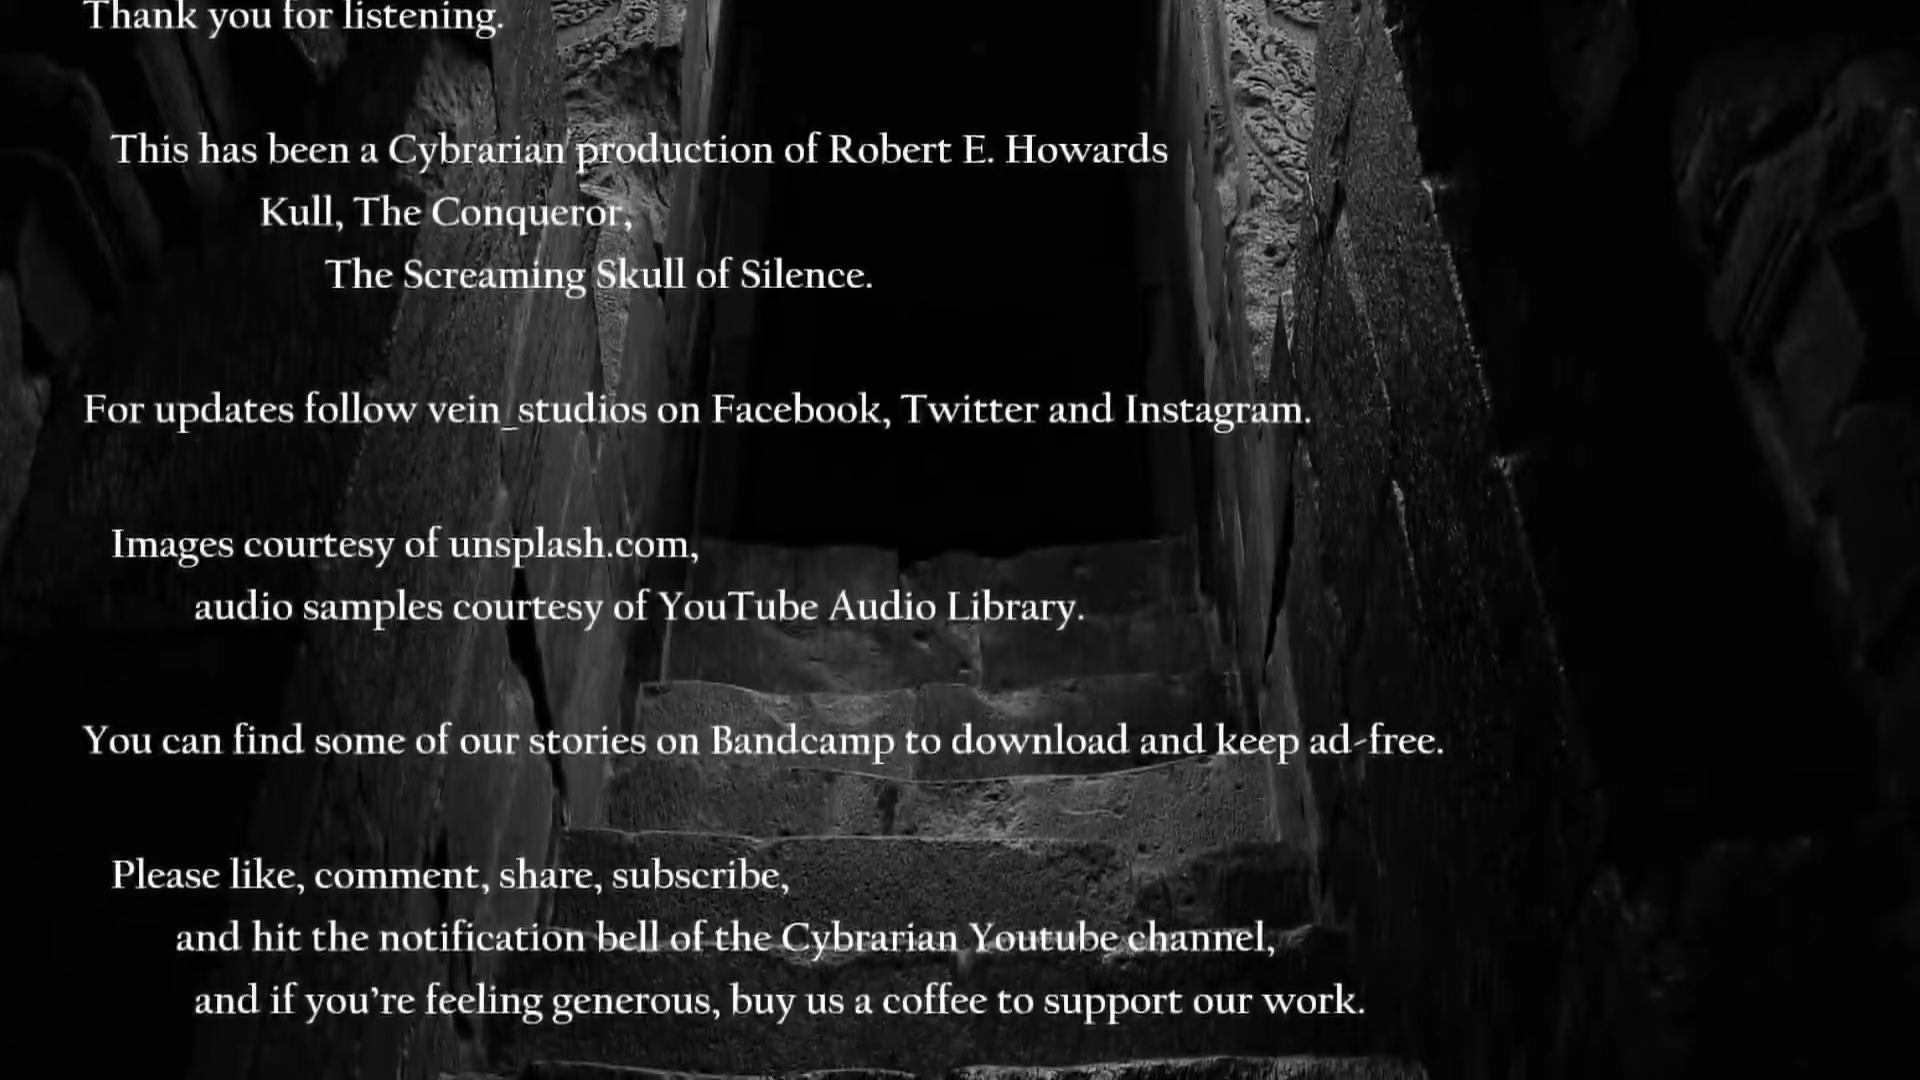 Thank you for listening.
This has been a Cybrarian production of Robert E. Howards
Kull, The Conqueror,
The Screaming Skull of Silence.
For updates follow vein_studios on Facebook, Twitter and Instagram.
Images courtesy of unsplash.com,
audio samples courtesy of YouTube Audio Library.
You can find some of our stories on Bandcamp to download and keep ad-free.
Please like, comment, share, subscribe,
and hit the notification bell of the Cybrarian Youtube channel,
and if you're feeling generous, buy us a coffee to support our work.